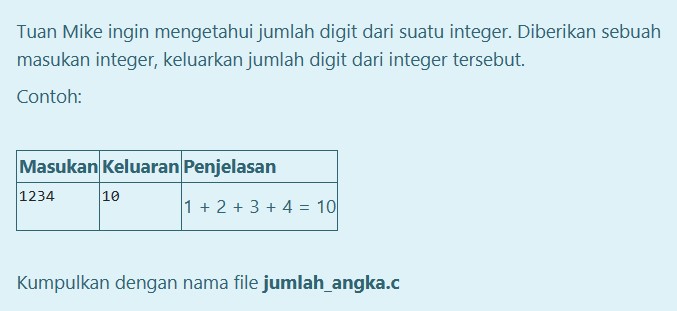 Tuan Mike ingin mengetahui jumlah digit dari suatu integer. Diberikan sebuah
masukan integer, keluarkan jumlah digit dari integer tersebut.
Contoh:
Masukan Keluaran Penjelasan
1234 10 1 + 2 + 3 + 4 = 10
Kumpulkan dengan nama file jumlah_angka.c